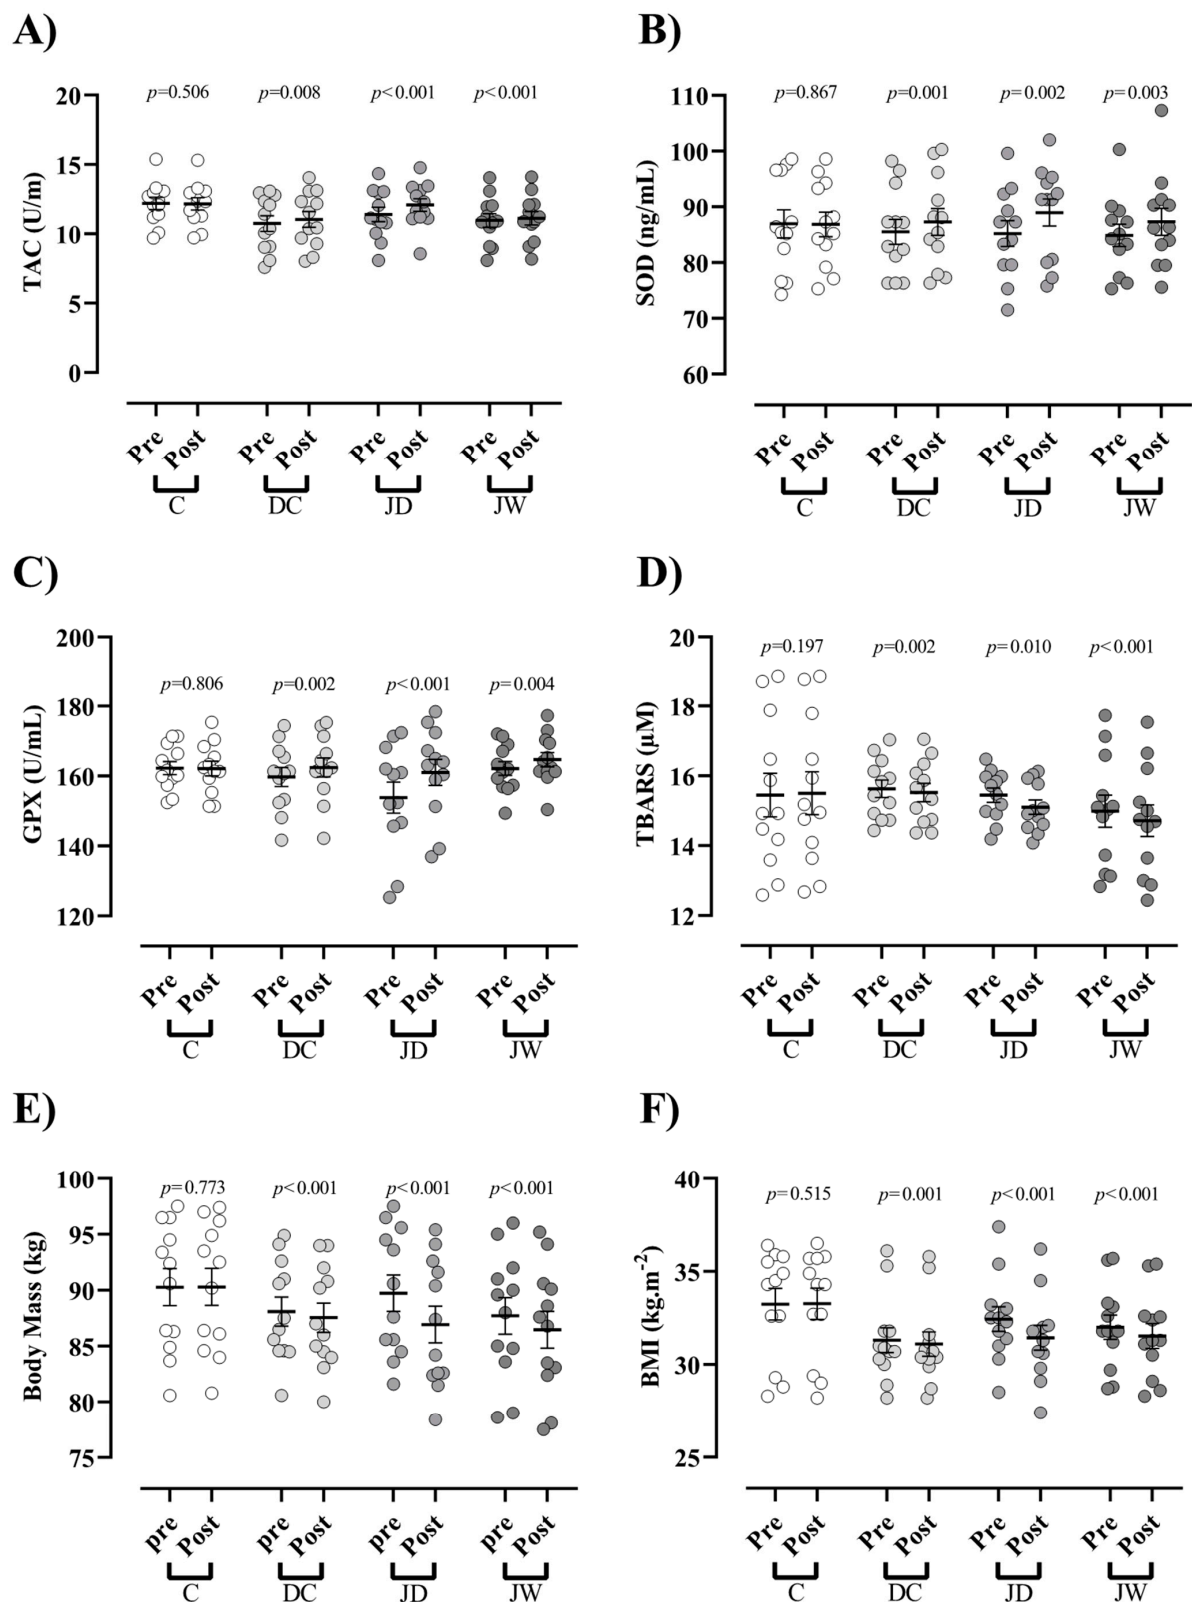 A)
B)
p=0.506 p=0.008 p<0.001 p<0.001
p=0.867 p=0.001 p=0.002 p=0.003
TAC (U/m)
20
15
10
5
0
SOD (ng/mL)
110
100
90
80
70
60
Pre Post Pre Post Pre Post Pre Post
C DC JD JW
Pre Post Pre Post Pre Post Pre Post
C DC JD JW
C)
D)
p=0.806 p=0.002 p<0.001 p=0.004
p=0.197 p=0.002 p=0.010 p<0.001
GPX (U/mL)
200
180
160
140
120
TBARS (µM)
20
18
16
14
12
Pre Post Pre Post Pre Post Pre Post
C DC JD JW
Pre Post Pre Post Pre Post Pre Post
C DC JD JW
E)
F)
p=0.773 p<0.001 p<0.001 p<0.001
p=0.515 p=0.001 p<0.001 p<0.001
Body Mass (kg)
100
95
90
85
80
75
BMI (kg.m⁻²)
40
35
30
25
pre Post pre Post pre Post pre Post
C DC JD JW
Pre Post Pre Post Pre Post Pre Post
C DC JD JW